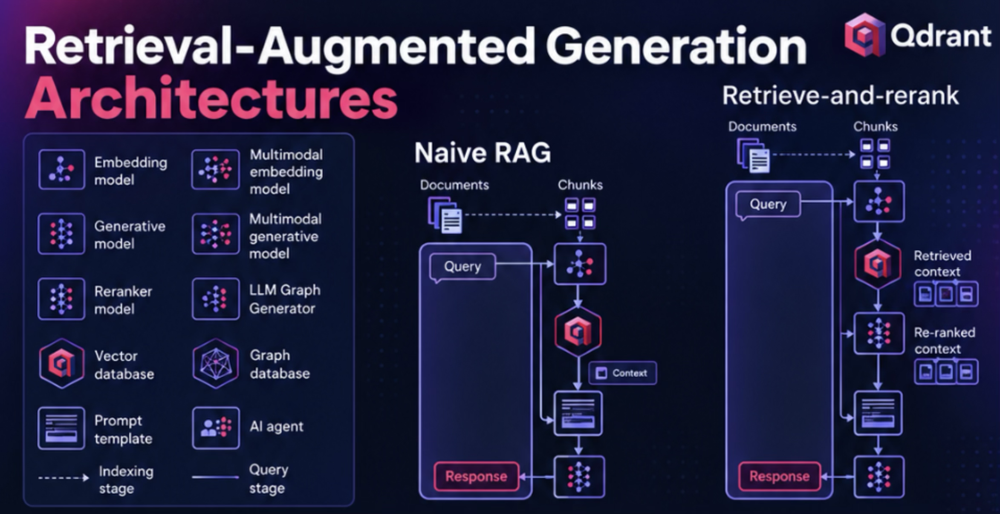 Retrieval-Augmented Generation
Architectures
Qdrant
Embedding
model
Multimodal
embedding
model
Generative
model
Multimodal
generative
model
Reranker
model
LLM Graph
Generator
Vector
database
Graph
database
Prompt
template
AI agent
Indexing
stage
Query
stage
Naive RAG
Documents
Chunks
Query
Context
Response
Retrieve-and-rerank
Documents
Chunks
Query
Retrieved
context
Re-ranked
context
Response